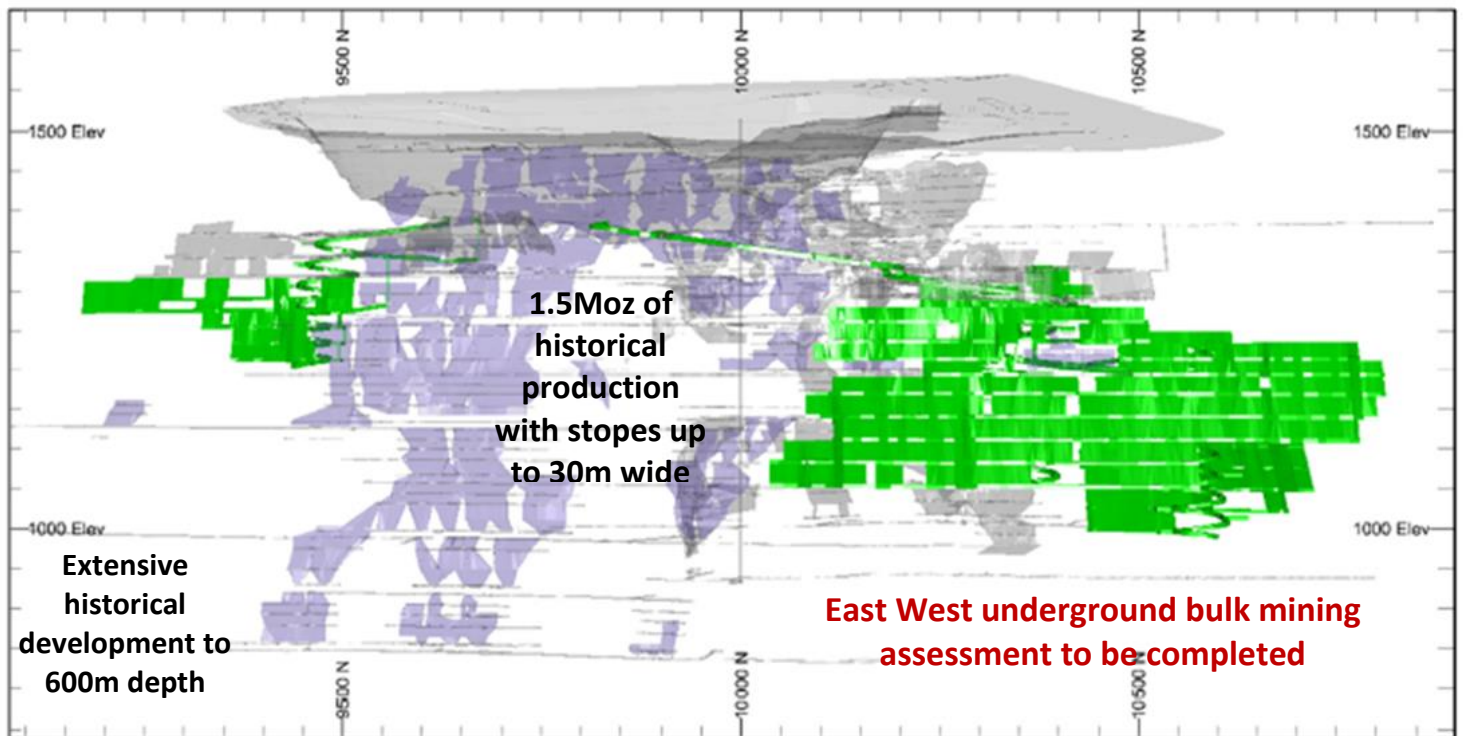 9500 N
10000 N
10500 N
1500 Elev
1500 Elev
1.5Moz of
historical
production
with stopes up
to 30m wide
1000 Elev
1000 Elev
Extensive
historical
development to
600m depth
East West underground bulk mining
assessment to be completed
9500 N
10000 N
10500 N